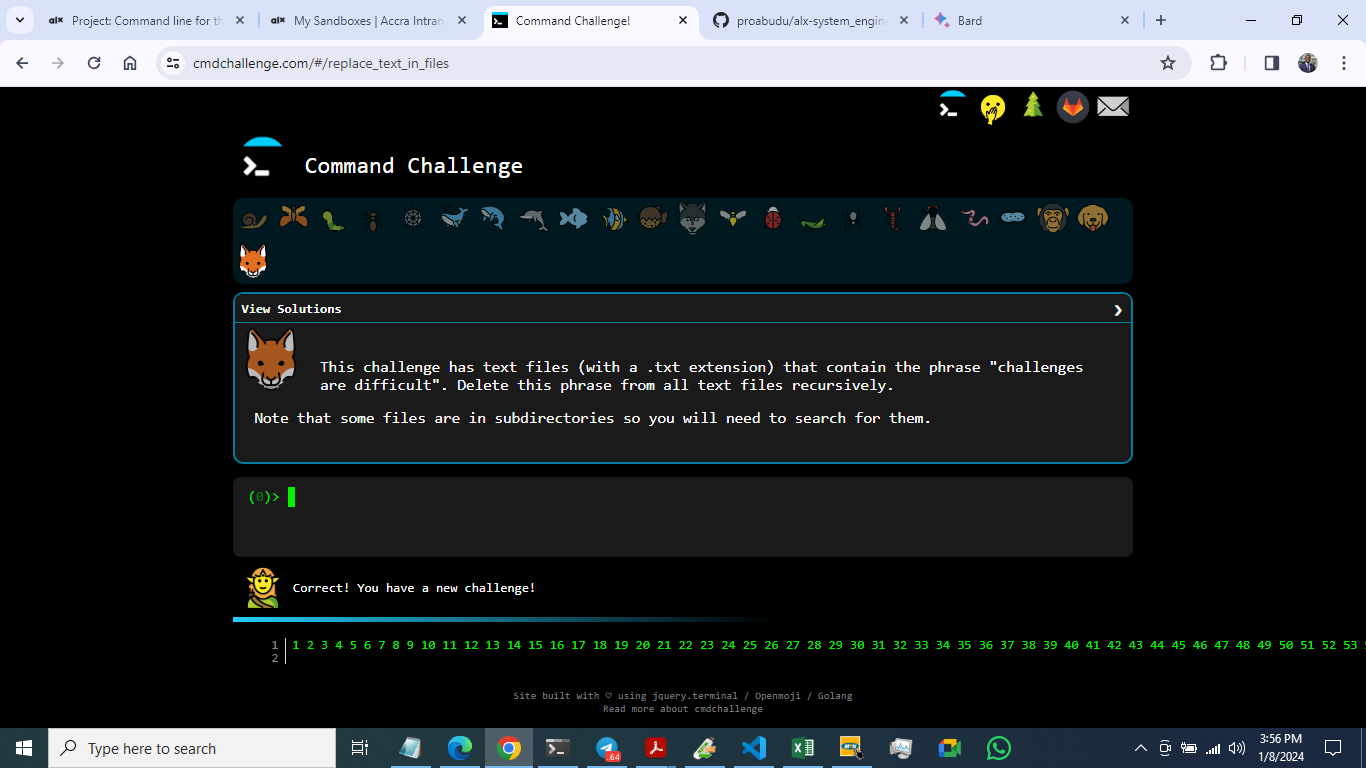 Project: Command line for th
My Sandboxes | Accra Intran
Command Challenge!
proabudu/alx-system_engine
Bard
cmdchallenge.com/#/replace_text_in_files
Command Challenge
View Solutions
This challenge has text files (with a .txt extension) that contain the phrase "challenges
are difficult". Delete this phrase from all text files recursively.
Note that some files are in subdirectories so you will need to search for them.
(0)>
Correct! You have a new challenge!
1 1 2 3 4 5 6 7 8 9 10 11 12 13 14 15 16 17 18 19 20 21 22 23 24 25 26 27 28 29 30 31 32 33 34 35 36 37 38 39 40 41 42 43 44 45 46 47 48 49 50 51 52 53
2
Site built with ♡ using jquery.terminal / Openmoji / Golang
Read more about cmdchallenge
Type here to search
.64
3:56 PM
1/8/2024